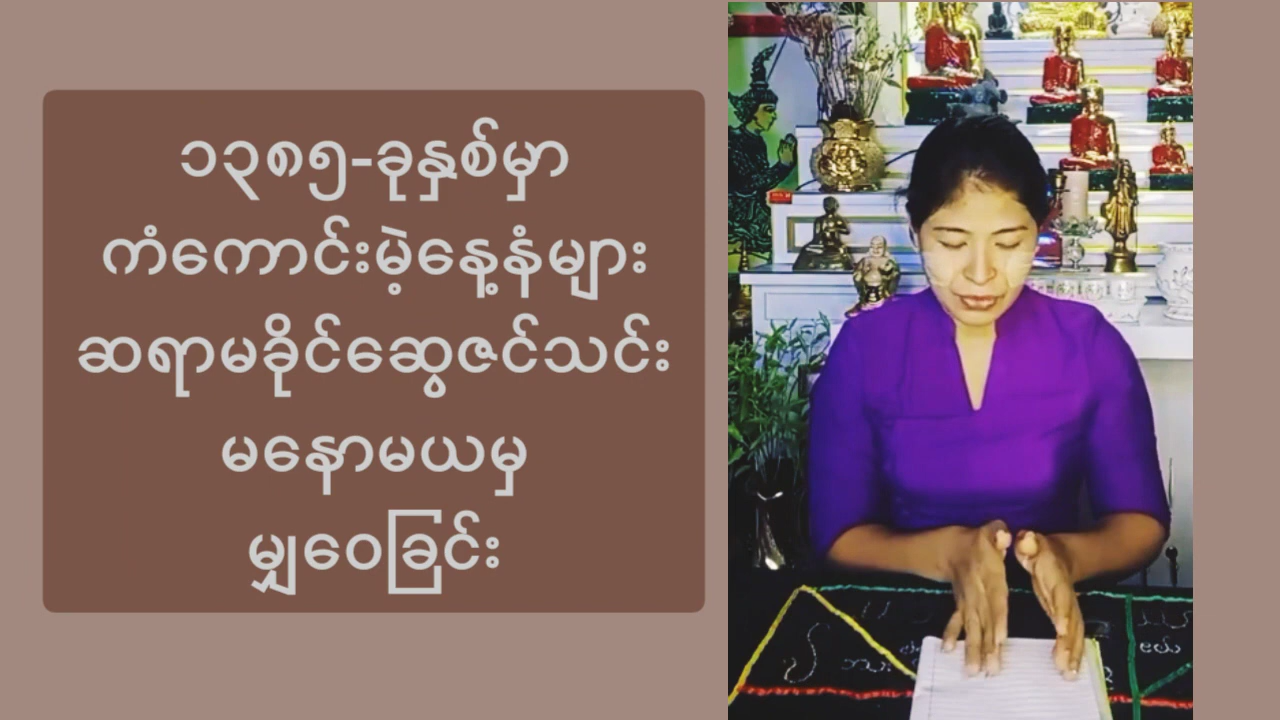 ၁၃၈၅-ခုနှစ်မှာ
ကံကောင်းမဲ့နေ့နံများ
ဆရာမခိုင်ဆွေဇင်သင်း
မနောမယမှ
မျှဝေခြင်း